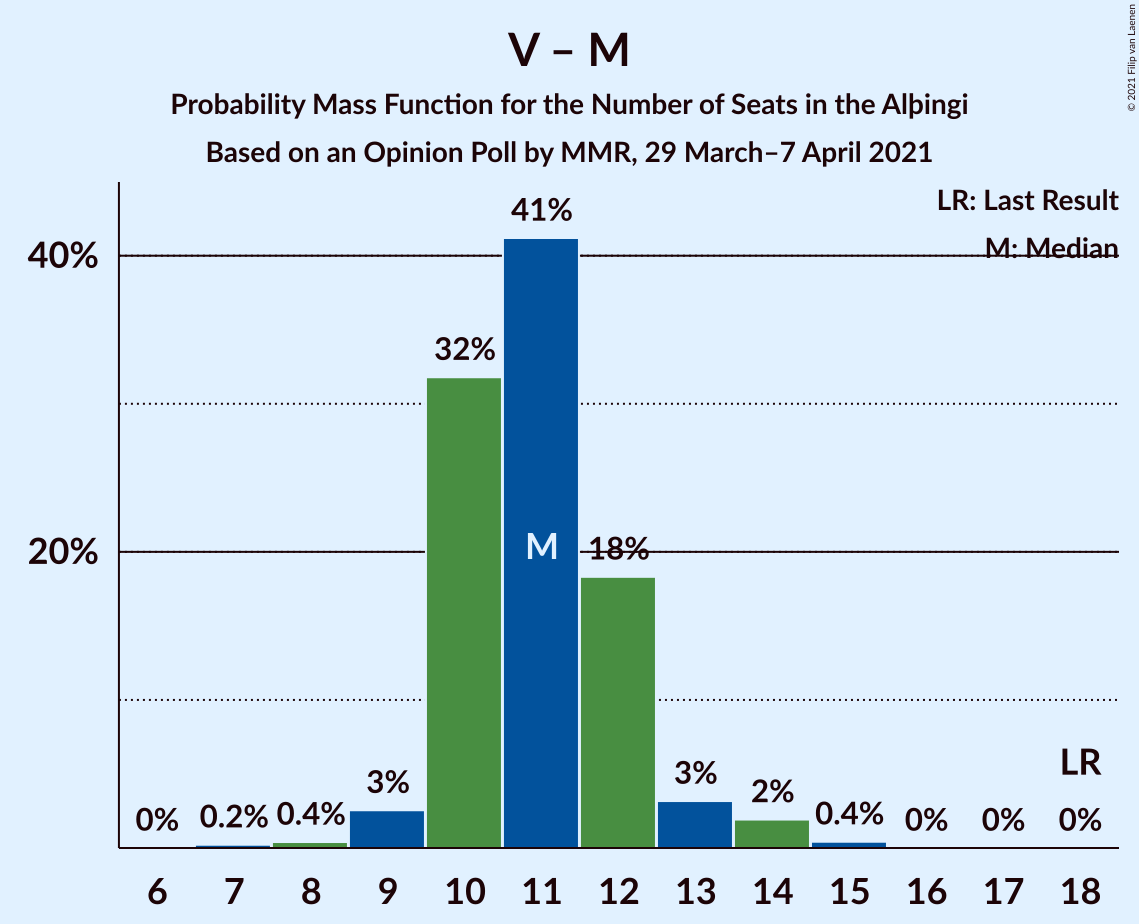 V – M
Probability Mass Function for the Number of Seats in the Alþingi
Based on an Opinion Poll by MMR, 29 March–7 April 2021
© 2021 Filip van Laenen
LR: Last Result
M: Median
40%
20%
0%
0.2%
0.4%
3%
32%
41%
M
18%
3%
2%
0.4%
0%
0%
LR
0%
6 7 8 9 10 11 12 13 14 15 16 17 18